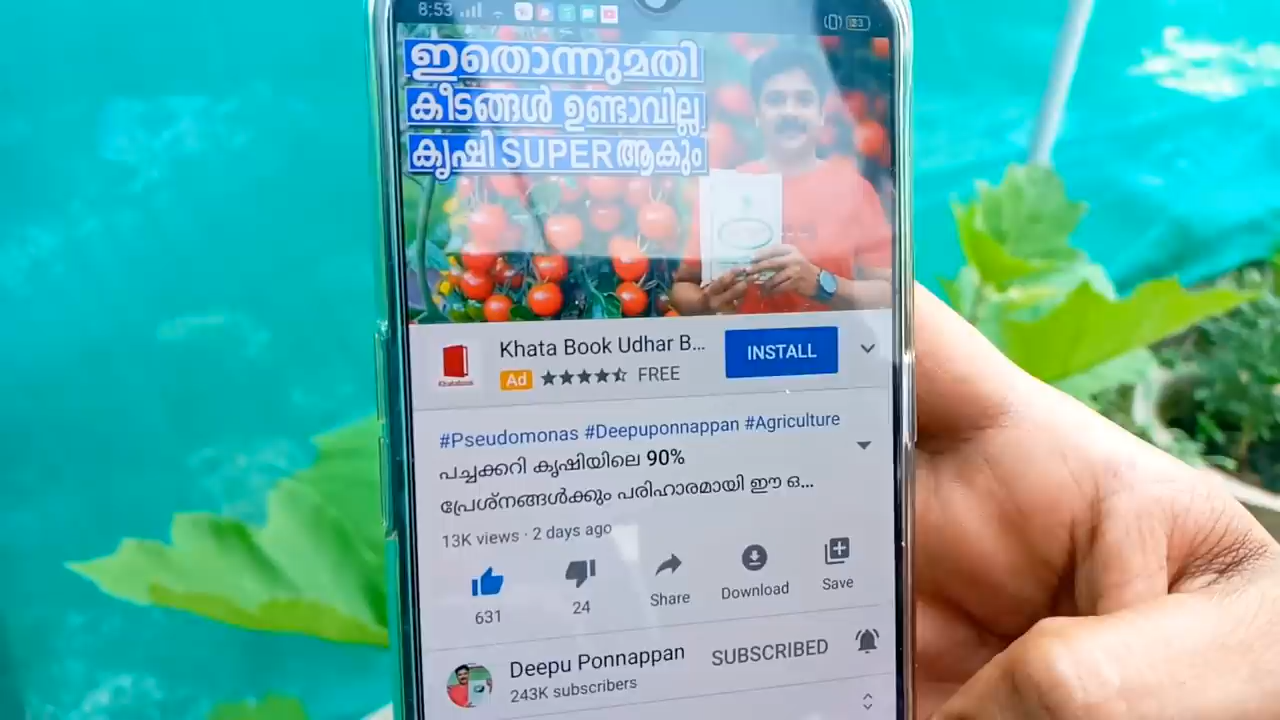 8:53
ഇതൊന്നുമതി
കീടങ്ങൾ ഉണ്ടാവില്ല
കൃഷി SUPER ആകും
Khata Book Udhar B...
INSTALL
Ad
FREE
#Pseudomonas #Deepuponnappan #Agriculture
പച്ചക്കറി കൃഷിയിലെ 90%
പ്രേശ്നങ്ങൾക്കും പരിഹാരമായി ഈ ഒ...
13K views · 2 days ago
631
24
Share
Download
Save
Deepu Ponnappan
SUBSCRIBED
243K subscribers